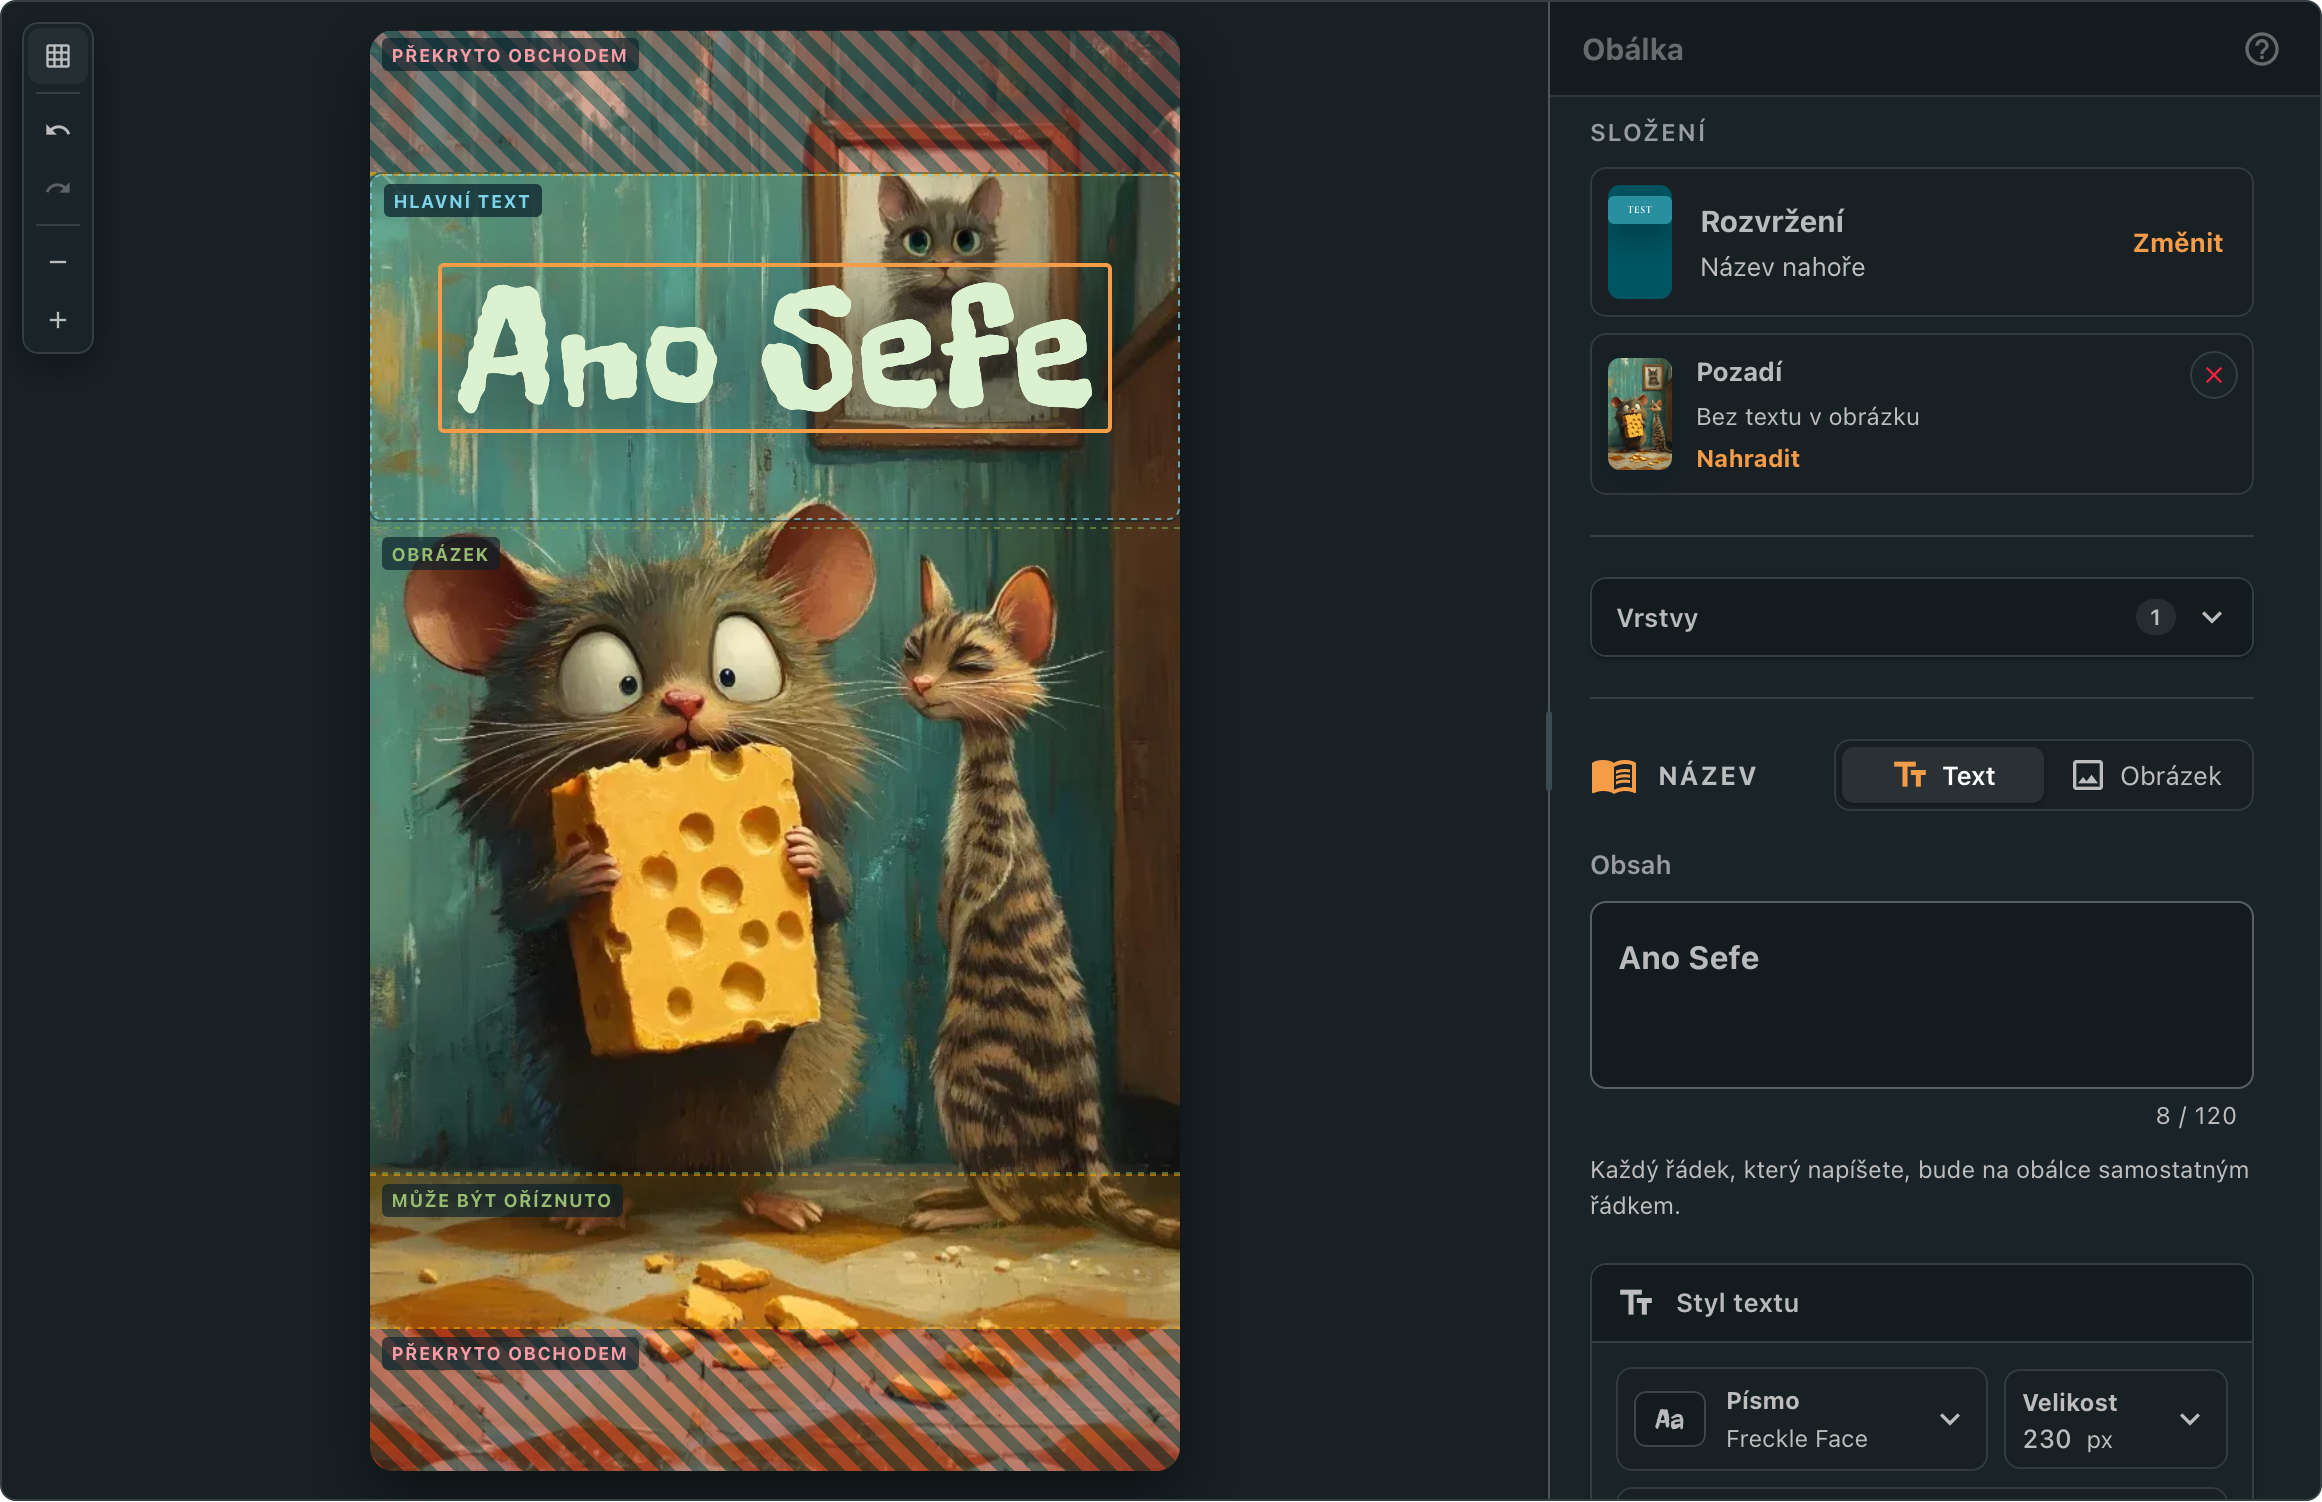 PŘEKRYTO OBCHODEM
HLAVNÍ TEXT
Ano Sefe
OBRÁZEK
MŮŽE BÝT OŘÍZNUTO
PŘEKRYTO OBCHODEM
Obálka
SLOŽENÍ
TEST
Rozvržení
Název nahoře
Změnit
Pozadí
Bez textu v obrázku
Nahradit
Vrstvy
1
NÁZEV
Text
Obrázek
Obsah
Ano Sefe
8 / 120
Každý řádek, který napíšete, bude na obálce samostatným
řádkem.
Styl textu
Aa
Písmo
Freckle Face
Velikost
230 px